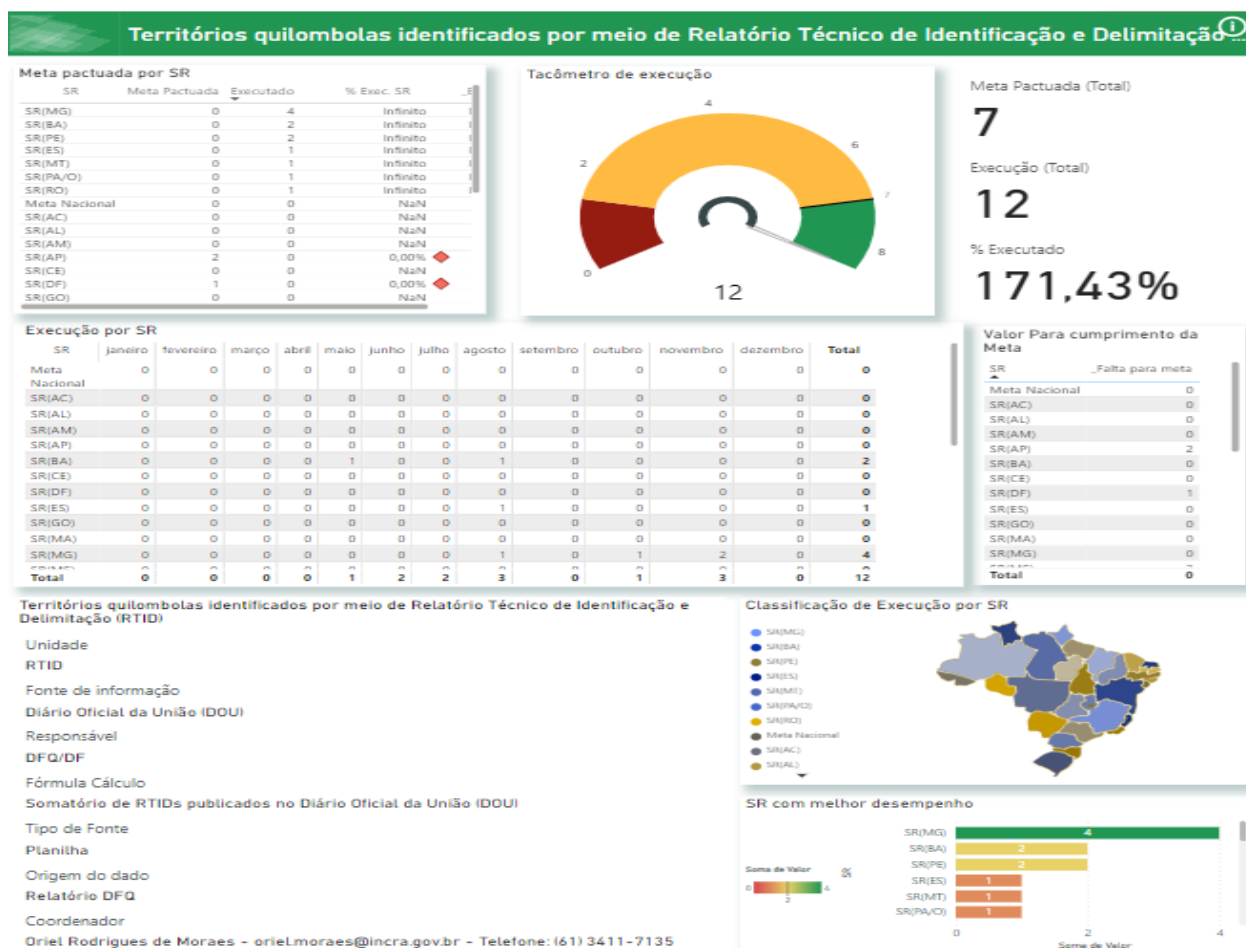 Territórios quilombolas identificados por meio de Relatório Técnico de Identificação e Delimitação ...
Meta pactuada por SR
SR Meta Pactuada Executado % Exec. SR
SR(MG) 0 4 Infinito
SR(BA) 0 2 Infinito
SR(PE) 0 2 Infinito
SR(ES) 0 1 Infinito
SR(MT) 0 1 Infinito
SR(PA/O) 0 1 Infinito
SR(RO) 0 1 Infinito
Meta Nacional 0 0 NaN
SR(AC) 0 0 NaN
SR(AL) 0 0 NaN
SR(AM) 0 0 NaN
SR(AP) 2 0 0,00%
SR(CE) 0 0 NaN
SR(DF) 1 0 0,00%
SR(GO) 0 0 NaN
Tacômetro de execução
0
2
4
6
7
8
12
Meta Pactuada (Total)
7
Execução (Total)
12
% Executado
171,43%
Execução por SR
SR janeiro fevereiro março abril maio junho julho agosto setembro outubro novembro dezembro Total
Meta Nacional 0 0 0 0 0 0 0 0 0 0 0 0 0
SR(AC) 0 0 0 0 0 0 0 0 0 0 0 0 0
SR(AL) 0 0 0 0 0 0 0 0 0 0 0 0 0
SR(AM) 0 0 0 0 0 0 0 0 0 0 0 0 0
SR(AP) 0 0 0 0 0 0 0 0 0 0 0 0 0
SR(BA) 0 0 0 0 1 0 0 1 0 0 0 0 2
SR(CE) 0 0 0 0 0 0 0 0 0 0 0 0 0
SR(DF) 0 0 0 0 0 0 0 0 0 0 0 0 0
SR(ES) 0 0 0 0 0 0 0 1 0 0 0 0 1
SR(GO) 0 0 0 0 0 0 0 0 0 0 0 0 0
SR(MA) 0 0 0 0 0 0 0 0 0 0 0 0 0
SR(MG) 0 0 0 0 0 0 0 1 0 1 2 0 4
Total 0 0 0 0 1 2 2 3 0 1 3 0 12
Valor Para cumprimento da
Meta
SR _Falta para meta
Meta Nacional 0
SR(AC) 0
SR(AL) 0
SR(AM) 0
SR(AP) 2
SR(BA) 0
SR(CE) 0
SR(DF) 1
SR(ES) 0
SR(GO) 0
SR(MA) 0
SR(MG) 0
Total 0
Territórios quilombolas identificados por meio de Relatório Técnico de Identificação e
Delimitação (RTID)
Unidade
RTID
Fonte de informação
Diário Oficial da União (DOU)
Responsável
DFQ/DF
Fórmula Cálculo
Somatório de RTIDs publicados no Diário Oficial da União (DOU)
Tipo de Fonte
Planilha
Origem do dado
Relatório DFQ
Coordenador
Oriel Rodrigues de Moraes - oriel.moraes@incra.gov.br - Telefone: (61) 3411-7135
Classificação de Execução por SR
SR(MG)
SR(BA)
SR(PE)
SR(ES)
SR(MT)
SR(PA/O)
SR(RO)
Meta Nacional
SR(AC)
SR(AL)
SR com melhor desempenho
Soma de Valor
0 2 4
SR
SR(MG) 4
SR(BA) 2
SR(PE) 2
SR(ES) 1
SR(MT) 1
SR(PA/O) 1
0 2 4
Soma de Valor